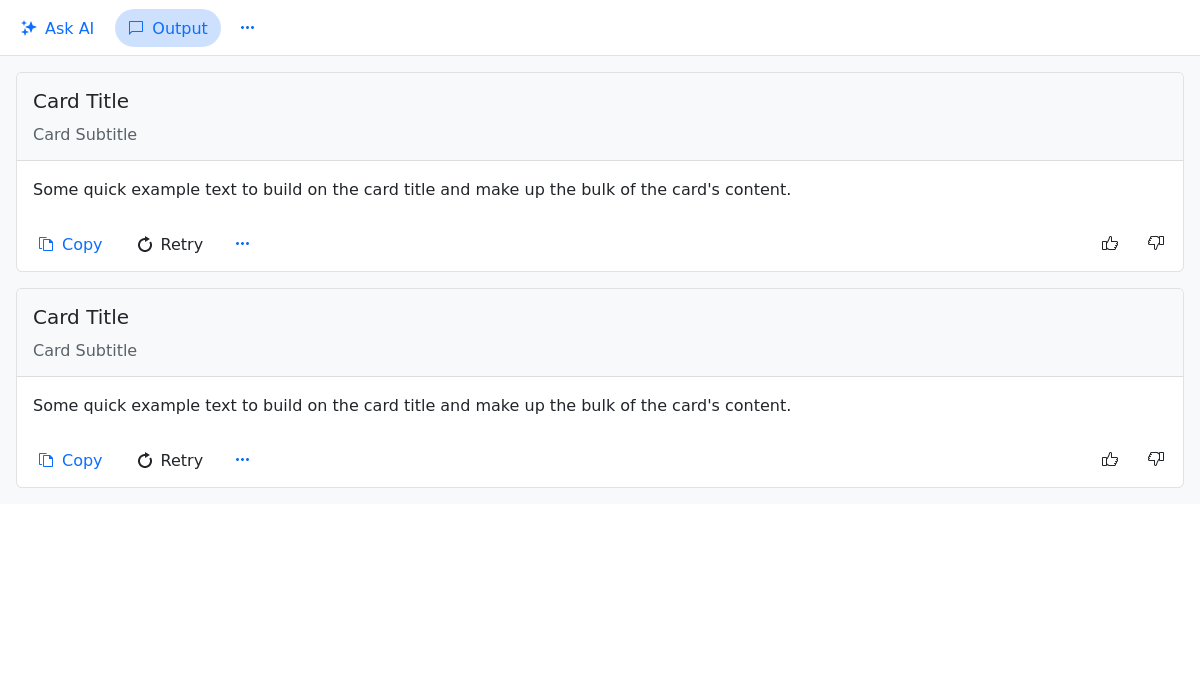 Ask AI Output
Card Title
Card Subtitle
Some quick example text to build on the card title and make up the bulk of the card's content.
Copy Retry
Card Title
Card Subtitle
Some quick example text to build on the card title and make up the bulk of the card's content.
Copy Retry